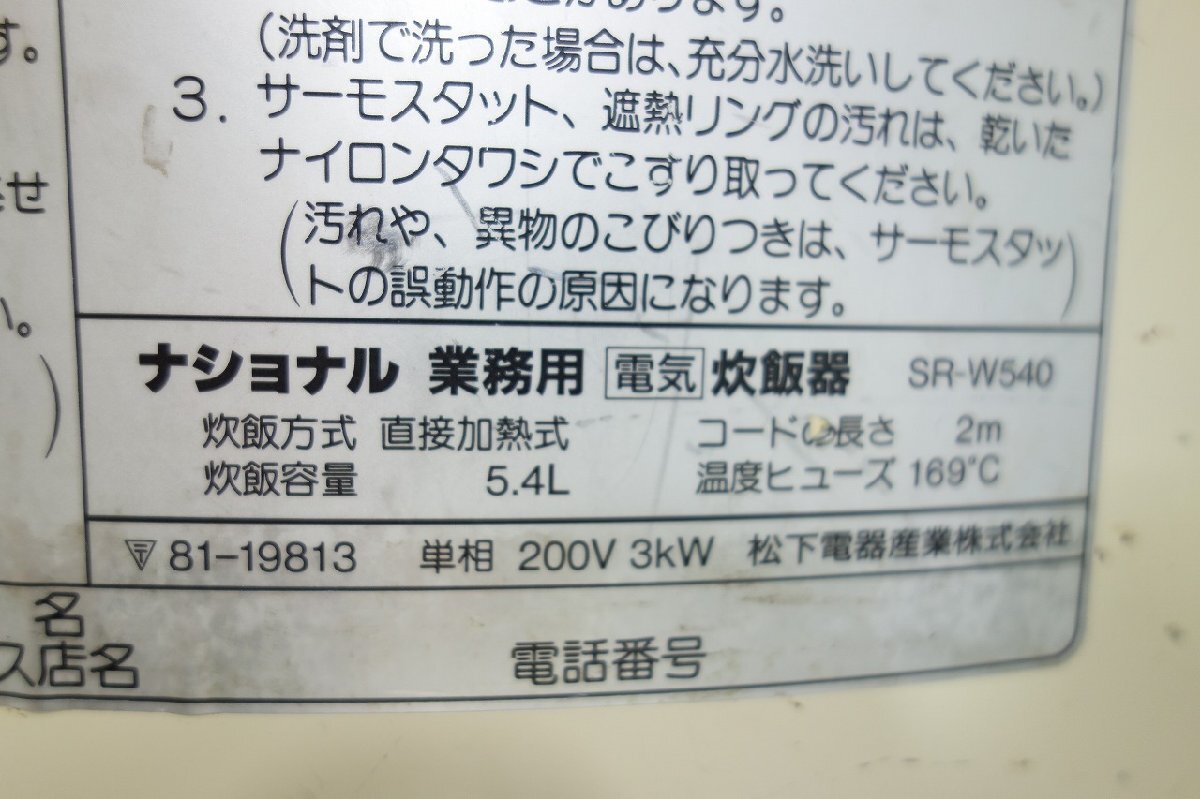 があります。
(洗剤で洗った場合は、充分水洗いしてください。)
す。
3. サーモスタット、遮熱リングの汚れは、乾いた
ナイロンタワシでこすり取ってください。
せ
(汚れや、異物のこびりつきは、サーモスタッ
トの誤動作の原因になります。)
い。
ナショナル 業務用 電気 炊飯器 SR-W540
炊飯方式 直接加熱式 コードの長さ 2m
炊飯容量 5.4L 温度ヒューズ 169°C
81-19813 単相 200V 3kW 松下電器産業株式会社
名
ス店名 電話番号